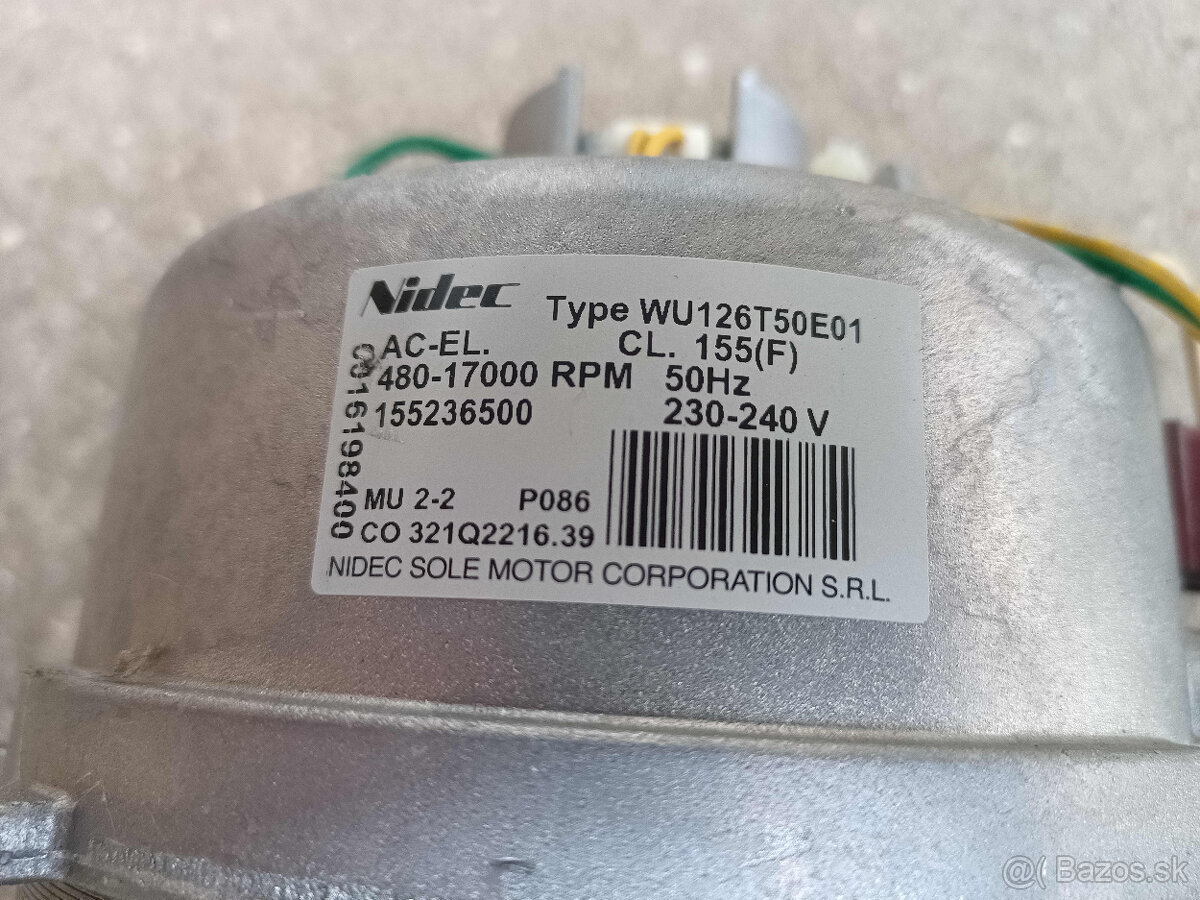 Nidec Type WU126T50E01
AC-EL. CL. 155(F)
480-17000 RPM 50Hz
155236500 230-240 V
C016198400
MU 2-2 P086
CO 321Q2216.39
NIDEC SOLE MOTOR CORPORATION S.R.L.
@( Bazos.sk